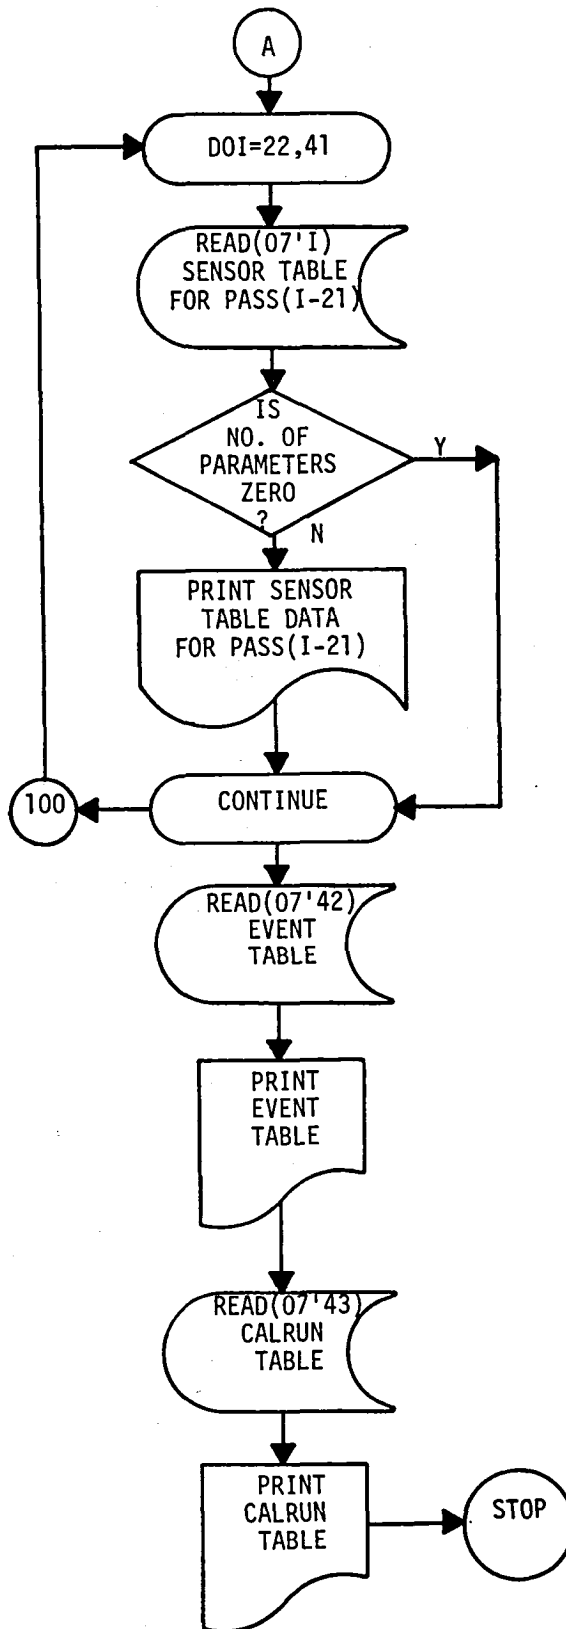 A
DOI=22,41
READ(07'I)
SENSOR TABLE
FOR PASS(I-21)
IS
NO. OF
PARAMETERS
ZERO
?
Y
N
PRINT SENSOR
TABLE DATA
FOR PASS(I-21)
100
CONTINUE
READ(07'42)
EVENT
TABLE
PRINT
EVENT
TABLE
READ(07'43)
CALRUN
TABLE
PRINT
CALRUN
TABLE
STOP